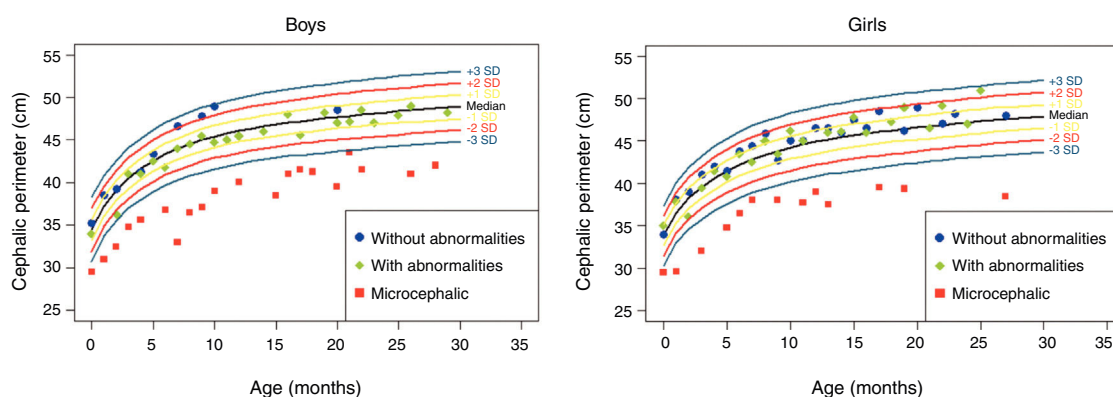 Boys
55
50
45
40
35
30
25
Cephalic perimeter (cm)
+3 SD
+2 SD
+1 SD
Median
-1 SD
-2 SD
-3 SD
Without abnormalities
With abnormalities
Microcephalic
0 5 10 15 20 25 30 35
Age (months)
Girls
55
50
45
40
35
30
25
Cephalic perimeter (cm)
+3 SD
+2 SD
+1 SD
Median
-1 SD
-2 SD
-3 SD
Without abnormalities
With abnormalities
Microcephalic
0 5 10 15 20 25 30 35
Age (months)